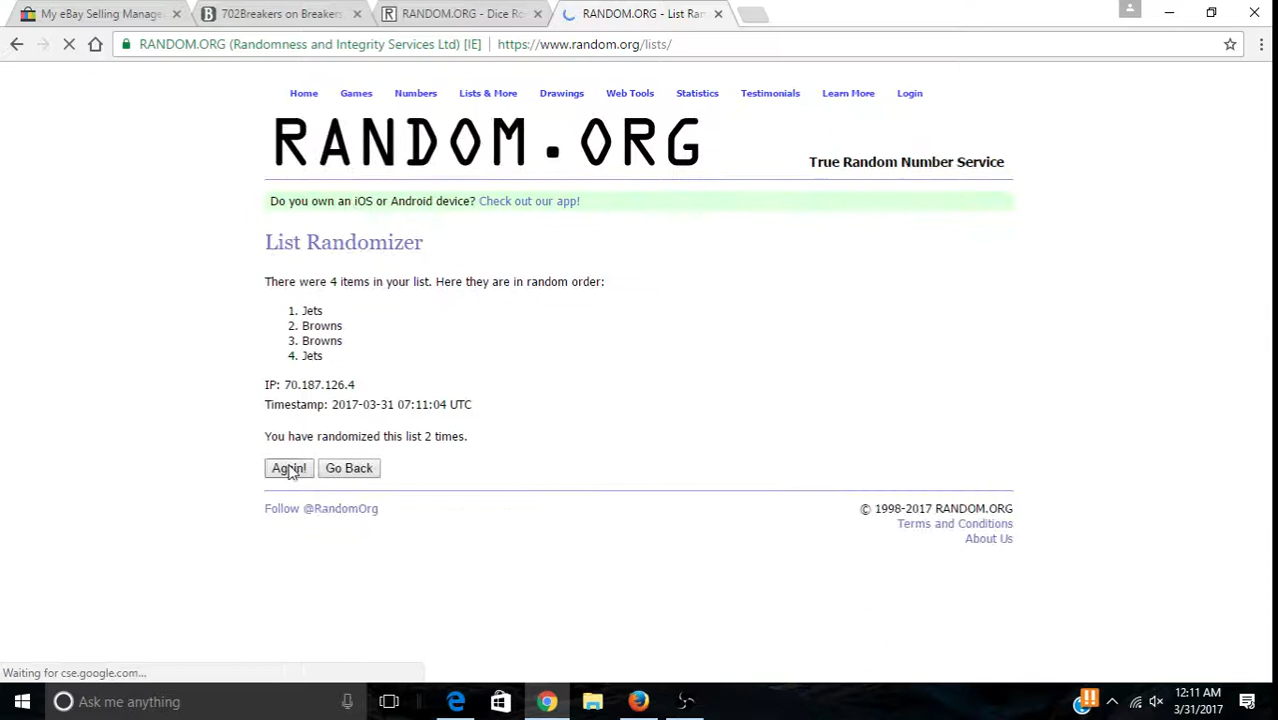 My eBay Selling Manage
702Breakers on Breakers
RANDOM.ORG - Dice Ro
RANDOM.ORG - List Ran
RANDOM.ORG (Randomness and Integrity Services Ltd) [IE]
https://www.random.org/lists/
Home Games Numbers Lists & More Drawings Web Tools Statistics Testimonials Learn More Login
RANDOM.ORG
True Random Number Service
Do you own an iOS or Android device? Check out our app!
List Randomizer
There were 4 items in your list. Here they are in random order:
1. Jets
2. Browns
3. Browns
4. Jets
IP: 70.187.126.4
Timestamp: 2017-03-31 07:11:04 UTC
You have randomized this list 2 times.
Again! Go Back
Follow @RandomOrg
© 1998-2017 RANDOM.ORG
Terms and Conditions
About Us
Waiting for cse.google.com...
Ask me anything
12:11 AM
3/31/2017